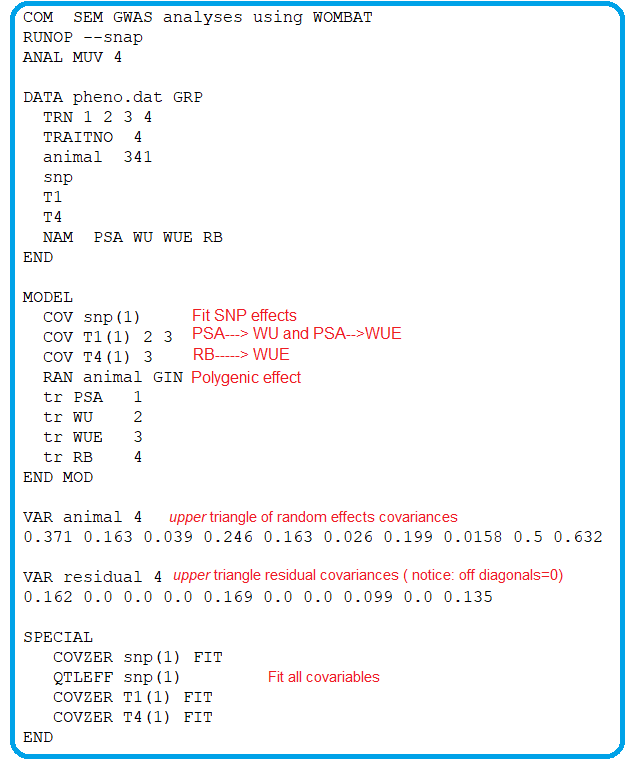 COM  SEM GWAS analyses using WOMBAT
RUNOP --snap
ANAL MUV 4
DATA pheno.dat GRP
TRN 1 2 3 4
TRAITNO  4
animal  341
snp
T1
T4
NAM  PSA WU WUE RB
END
MODEL
COV snp(1) Fit SNP effects
COV T1(1) 2 3 PSA---> WU and PSA-->WUE
COV T4(1) 3 RB-----> WUE
RAN animal GIN Polygenic effect
tr PSA   1
tr WU    2
tr WUE   3
tr RB    4
END MOD
VAR animal 4 upper triangle of random effects covariances
0.371 0.163 0.039 0.246 0.163 0.026 0.199 0.0158 0.5 0.632
VAR residual 4 upper triangle residual covariances ( notice: off diagonals=0)
0.162 0.0 0.0 0.0 0.169 0.0 0.0 0.099 0.0 0.135
SPECIAL
COVZER snp(1) FIT
QTLEFF snp(1) Fit all covariables
COVZER T1(1) FIT
COVZER T4(1) FIT
END